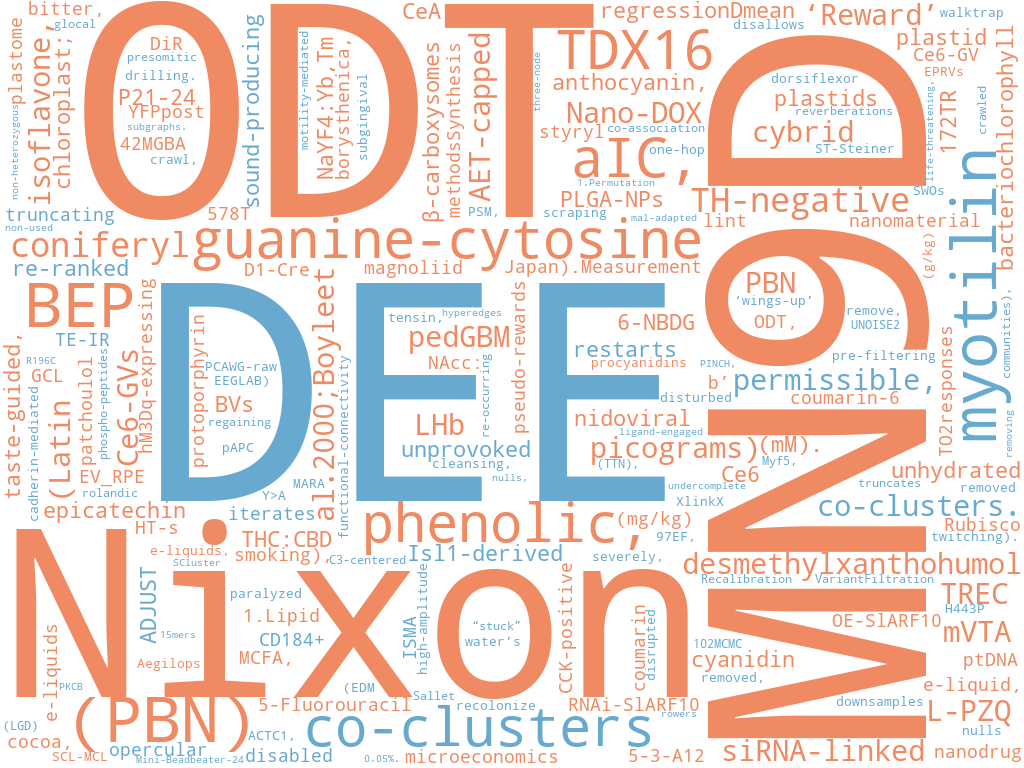 bitter,
glocal
ODT
CeA
regressionDmean
‘Reward’
walktrap
disallows
plastid
Ce6-GV
EPRVs
plastome
non-heterozygous
isoflavone,
chloroplast;
DiR
presomitic
drilling.
P21-24
YFPpost
subgraphs.
42MGBA
crawl,
sound-producing
motility-mediated
NaYF4:Yb,Tm
borysthenica,
subgingival
β-carboxysomes
methodsSynthesis
AET-capped
three-node
TDX16
anthocyanin,
Nano-DOX
styryl
co-association
aIC,
one-hop
1.Permutation
PLGA-NPs
scraping
mal-adapted
PSM,
dorsiflexor
plastids
reverberations
cybrid
ST-Steiner
life-threatening,
172TR
crawled
bacteriochlorophyll
SWOs
TH-negative
lint
nanomaterial
truncating
non-used
578T
coniferyl
guanine-cytosine
re-ranked
D1-Cre
magnoliid
Japan).Measurement
(g/kg)
myotilin
communities),
removing
BEP
TE-IR
R196C
GCL
taste-guided,
cadherin-mediated
(Latin
patchoulol
phospho-peptides
Ce6-GVs
hM3Dq-expressing
DEE
protoporphyrin
PCAWG-raw
EEGLAB)
BVs
regaining
pAPC
al.2000;Boyleet
functional-connectivity
tensin,
hyperedges
pedGBM
NAcc:
re-occurring
pseudo-rewards
LHb
unprovoked
cleansing,
nulls,
6-NBDG
restarts
procyanidins
PINCH,
b’
disturbed
nidoviral
ligand-engaged
picograms)
(TTN),
MN9D
PBN
‘wings-up’
ODT,
remove,
UNOISE2
pre-filtering
permissible,
coumarin-6
TO2responses
(mM).
Myf5,
Ce6
undercomplete
XlinkX
unhydrated
truncates
removed
co-clusters.
Rubisco
twitching).
EV_RPE
rolandic
epicatechin
HT-s
Y>A
MARA
iterates
THC:CBD
smoking),
C3-centered
phenolic,
(mg/kg)
97EF,
Isl1-derived
severely,
desmethylxanthohumol
Recalibration
VariantFiltration
e-liquids,
SCluster
Nixon
ADJUST
15mers
Aegilops
paralyzed
1.Lipid
CD184+
MCFA,
ISMA
high-amplitude
“stuck”
water’s
CCK-positive
coumarin
disrupted
1O2MCMC
cyanidin
removed,
TREC
H443P
OE-SlARF10
mVTA
ptDNA
e-liquid,
downsamples
L-PZQ
nulls
e-liquids
PKCB
(LGD)
cocoa,
SCL-MCL
(PBN)
opercular
Mini-Beadbeater-24
(EDM
5-Fluorouracil
Sallet
recolonize
RNAi-SlARF10
rowers
ACTC1,
disabled
co-clusters
0.05%.
microeconomics
5-3-A12
siRNA-linked
nanodrug